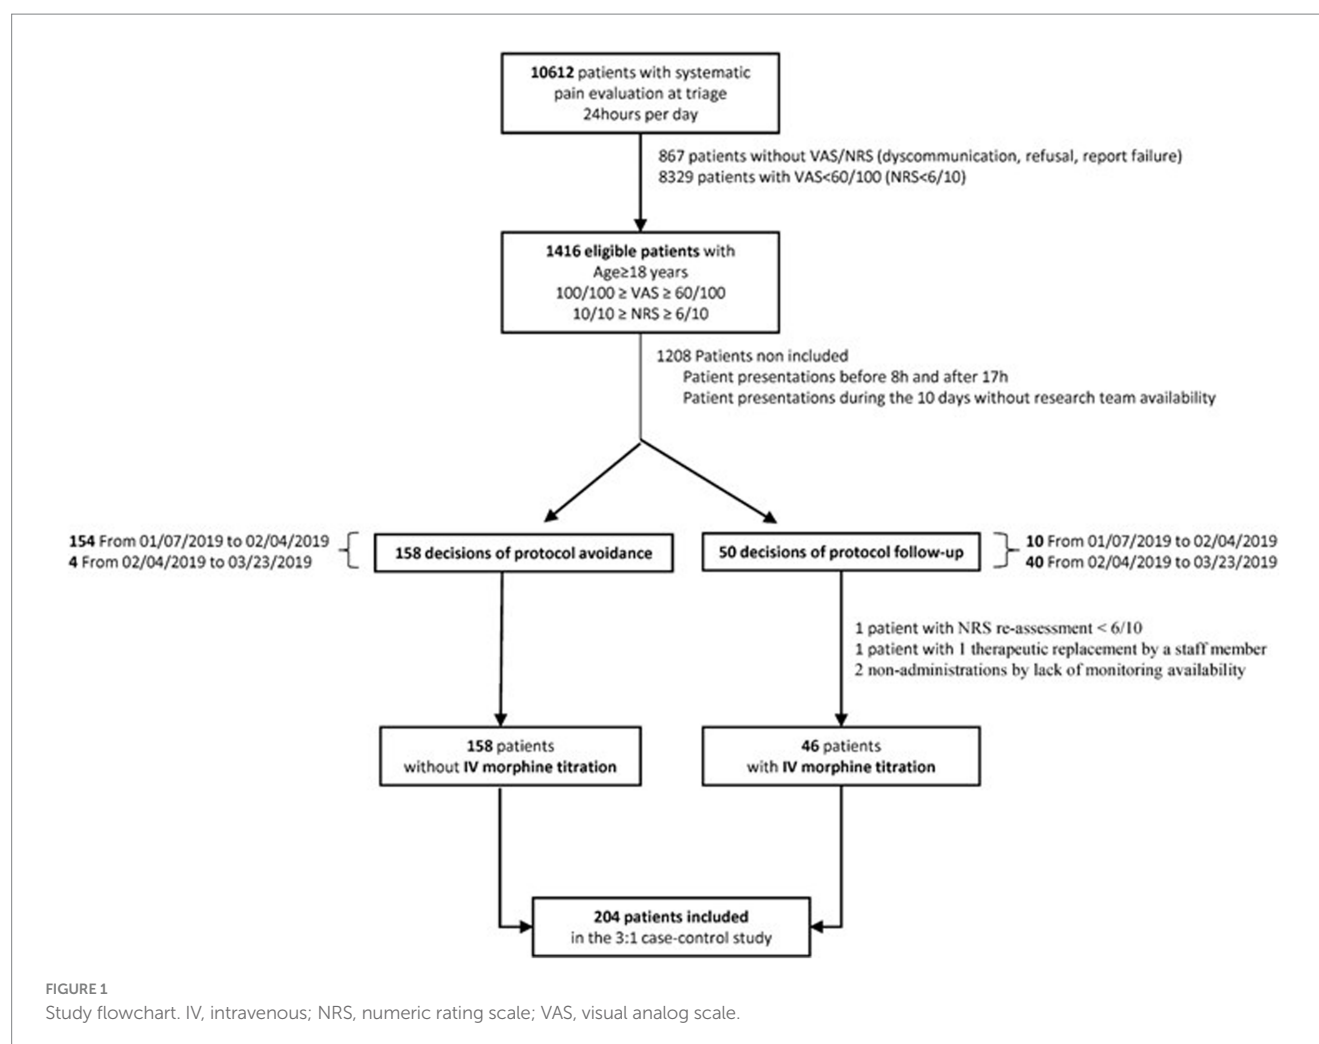 10612 patients with systematic
pain evaluation at triage
24hours per day
867 patients without VAS/NRS (dyscommunication, refusal, report failure)
8329 patients with VAS<60/100 (NRS<6/10)
1416 eligible patients with
Age≥18 years
100/100 ≥ VAS ≥ 60/100
10/10 ≥ NRS ≥ 6/10
1208 Patients non included
Patient presentations before 8h and after 17h
Patient presentations during the 10 days without research team availability
154 From 01/07/2019 to 02/04/2019
4 From 02/04/2019 to 03/23/2019
158 decisions of protocol avoidance
50 decisions of protocol follow-up
10 From 01/07/2019 to 02/04/2019
40 From 02/04/2019 to 03/23/2019
1 patient with NRS re-assessment < 6/10
1 patient with 1 therapeutic replacement by a staff member
2 non-administrations by lack of monitoring availability
158 patients
without IV morphine titration
46 patients
with IV morphine titration
204 patients included
in the 3:1 case-control study
FIGURE 1
Study flowchart. IV, intravenous; NRS, numeric rating scale; VAS, visual analog scale.